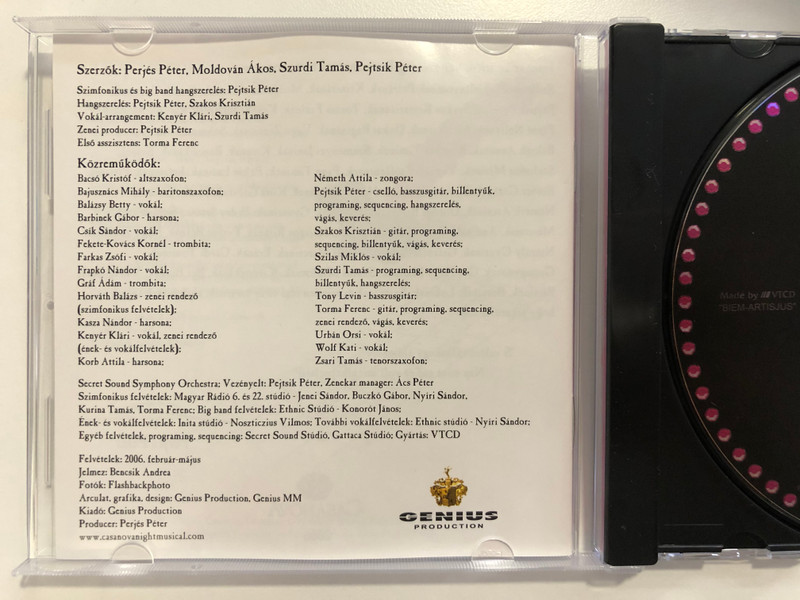 Szerzők: Perjés Péter, Moldován Ákos, Szurdi Tamás, Pejtsik Péter
Szimfonikus és big band hangszerelés: Pejtsik Péter
Hangszerelés: Pejtsik Péter, Szakos Krisztián
Vokál-arrangement: Kenyér Klári, Szurdi Tamás
Zenei producer: Pejtsik Péter
Első asszisztens: Torma Ferenc
Közreműködők:
Bacsó Kristóf - altszaxofon;
Bajusznács Mihály - baritonszaxofon;
Balázsy Betty - vokál;
Barbinek Gábor - harsona;
Csík Sándor - vokál;
Fekete-Kovács Kornél - trombita;
Farkas Zsófi - vokál;
Frapkó Nándor - vokál;
Gráf Ádám - trombita;
Horváth Balázs - zenei rendező
(szimfonikus felvételek);
Kasza Nándor - harsona;
Kenyér Klári - vokál, zenei rendező
(ének- és vokálfelvételek);
Korb Attila - harsona;
Németh Attila - zongora;
Pejtsik Péter - cselló, basszusgitár, billentyűk,
programing, sequencing, hangszerelés,
vágás, keverés;
Szakos Krisztián - gitár, programing,
sequencing, billentyűk, vágás, keverés;
Szilas Miklós - vokál;
Szurdi Tamás - programing, sequencing,
billentyűk, hangszerelés;
Tony Levin - basszusgitár;
Torma Ferenc - gitár, programing, sequencing,
zenei rendező, vágás, keverés;
Urbán Orsi - vokál;
Wolf Kati - vokál;
Zsari Tamás - tenorszaxofon;
Secret Sound Symphony Orchestra; Vezényelt: Pejtsik Péter, Zenekar manager: Ács Péter
Szimfonikus felvételek: Magyar Rádió 6. és 22. stúdió - Jenei Sándor, Buczkó Gábor, Nyíri Sándor,
Kurina Tamás, Torma Ferenc; Big band felvételek: Ethnic Stúdió - Konorót János;
Ének- és vokálfelvételek: Inita stúdió - Noszticzius Vilmos; További vokálfelvételek: Ethnic stúdió - Nyíri Sándor;
Egyéb felvételek, programing, sequencing: Secret Sound Stúdió, Gattaca Stúdió; Gyártás: VTCD
Felvételek: 2006. február-május
Jelmez: Bencsik Andrea
Fotók: Flashbackphoto
Arculat, grafika, design: Genius Production, Genius MM
Kiadó: Genius Production
Producer: Perjés Péter
www.casanovanightmusical.com
GENIUS
PRODUCTION
Made by VTCD
"BIEM-ARTISJUS"